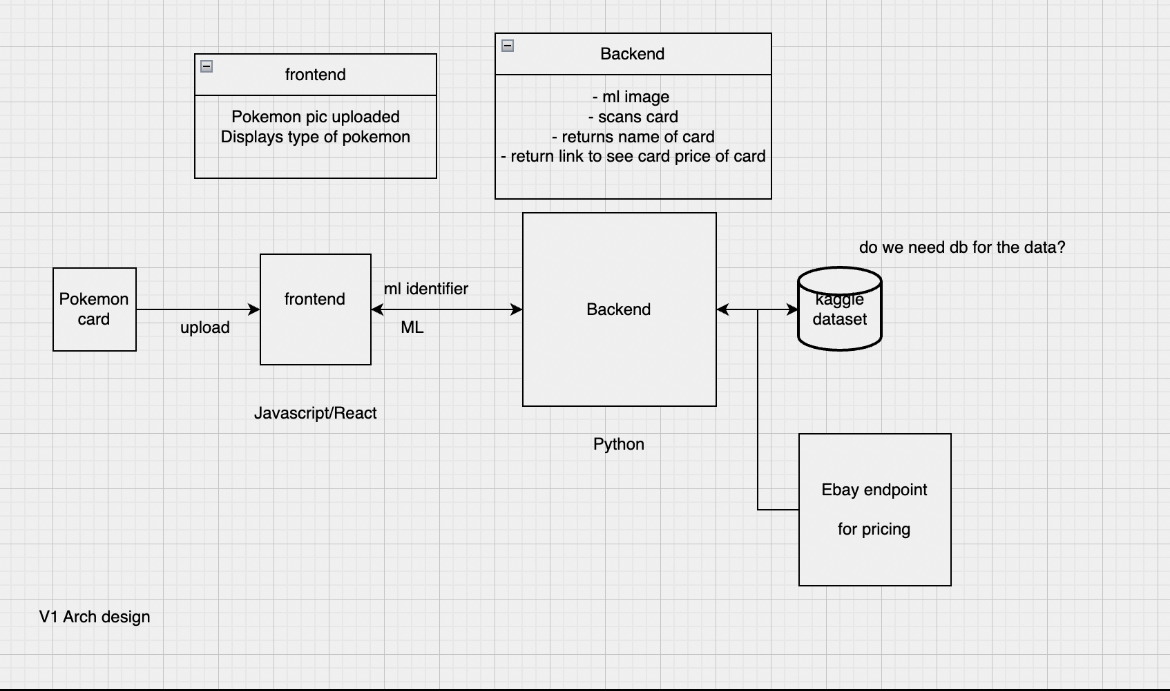 frontend
Pokemon pic uploaded
Displays type of pokemon
Backend
- ml image
- scans card
- returns name of card
- return link to see card price of card
do we need db for the data?
Pokemon
card
upload
frontend
ml identifier
ML
Backend
kaggle
dataset
Javascript/React
Python
Ebay endpoint
for pricing
V1 Arch design